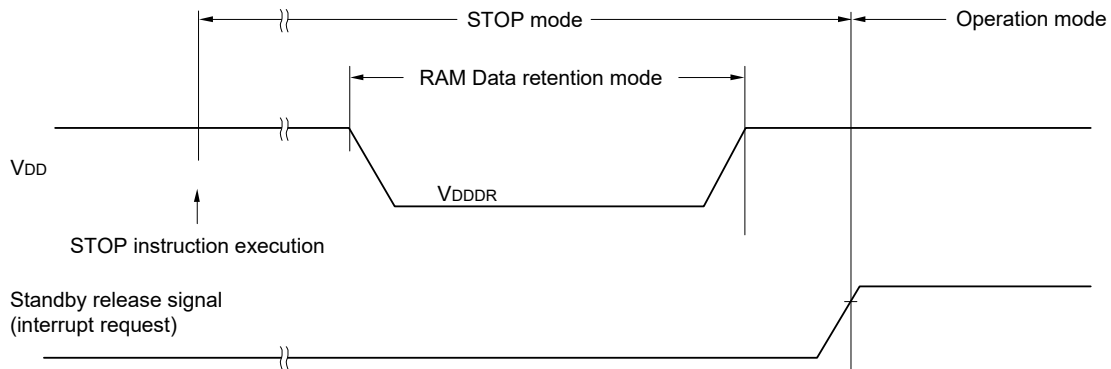 STOP mode
Operation mode
RAM Data retention mode
VDD
VDDDR
STOP instruction execution
Standby release signal
(interrupt request)